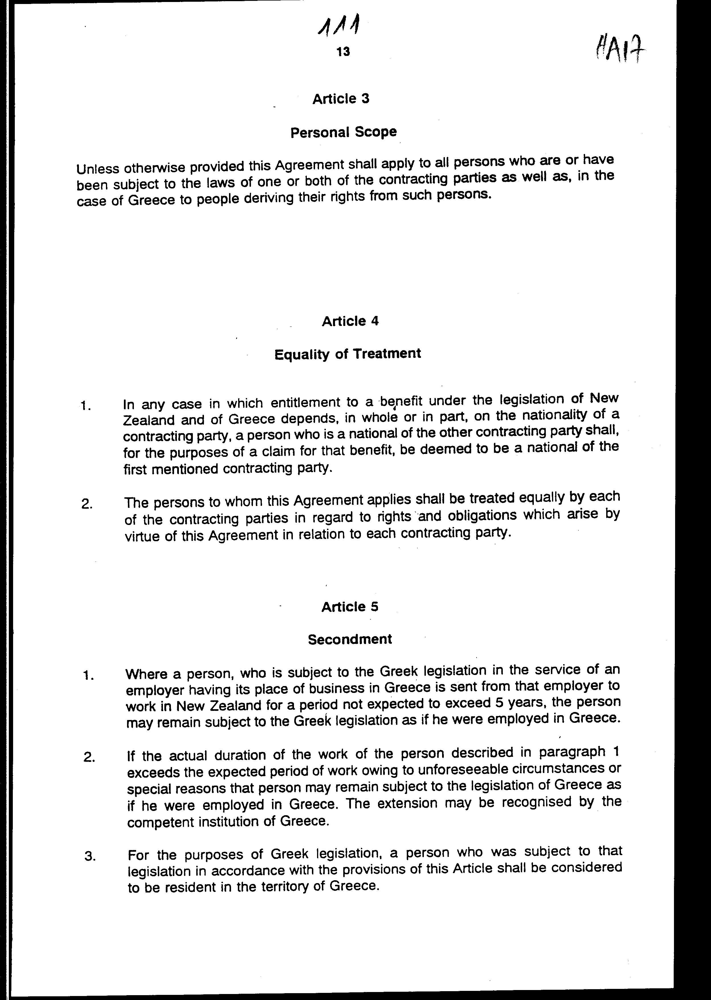 111
13
HA17
Article 3
Personal Scope
Unless otherwise provided this Agreement shall apply to all persons who are or have
been subject to the laws of one or both of the contracting parties as well as, in the
case of Greece to people deriving their rights from such persons.
Article 4
Equality of Treatment
1. In any case in which entitlement to a benefit under the legislation of New
Zealand and of Greece depends, in whole or in part, on the nationality of a
contracting party, a person who is a national of the other contracting party shall,
for the purposes of a claim for that benefit, be deemed to be a national of the
first mentioned contracting party.
2. The persons to whom this Agreement applies shall be treated equally by each
of the contracting parties in regard to rights and obligations which arise by
virtue of this Agreement in relation to each contracting party.
Article 5
Secondment
1. Where a person, who is subject to the Greek legislation in the service of an
employer having its place of business in Greece is sent from that employer to
work in New Zealand for a period not expected to exceed 5 years, the person
may remain subject to the Greek legislation as if he were employed in Greece.
2. If the actual duration of the work of the person described in paragraph 1
exceeds the expected period of work owing to unforeseeable circumstances or
special reasons that person may remain subject to the legislation of Greece as
if he were employed in Greece. The extension may be recognised by the
competent institution of Greece.
3. For the purposes of Greek legislation, a person who was subject to that
legislation in accordance with the provisions of this Article shall be considered
to be resident in the territory of Greece.